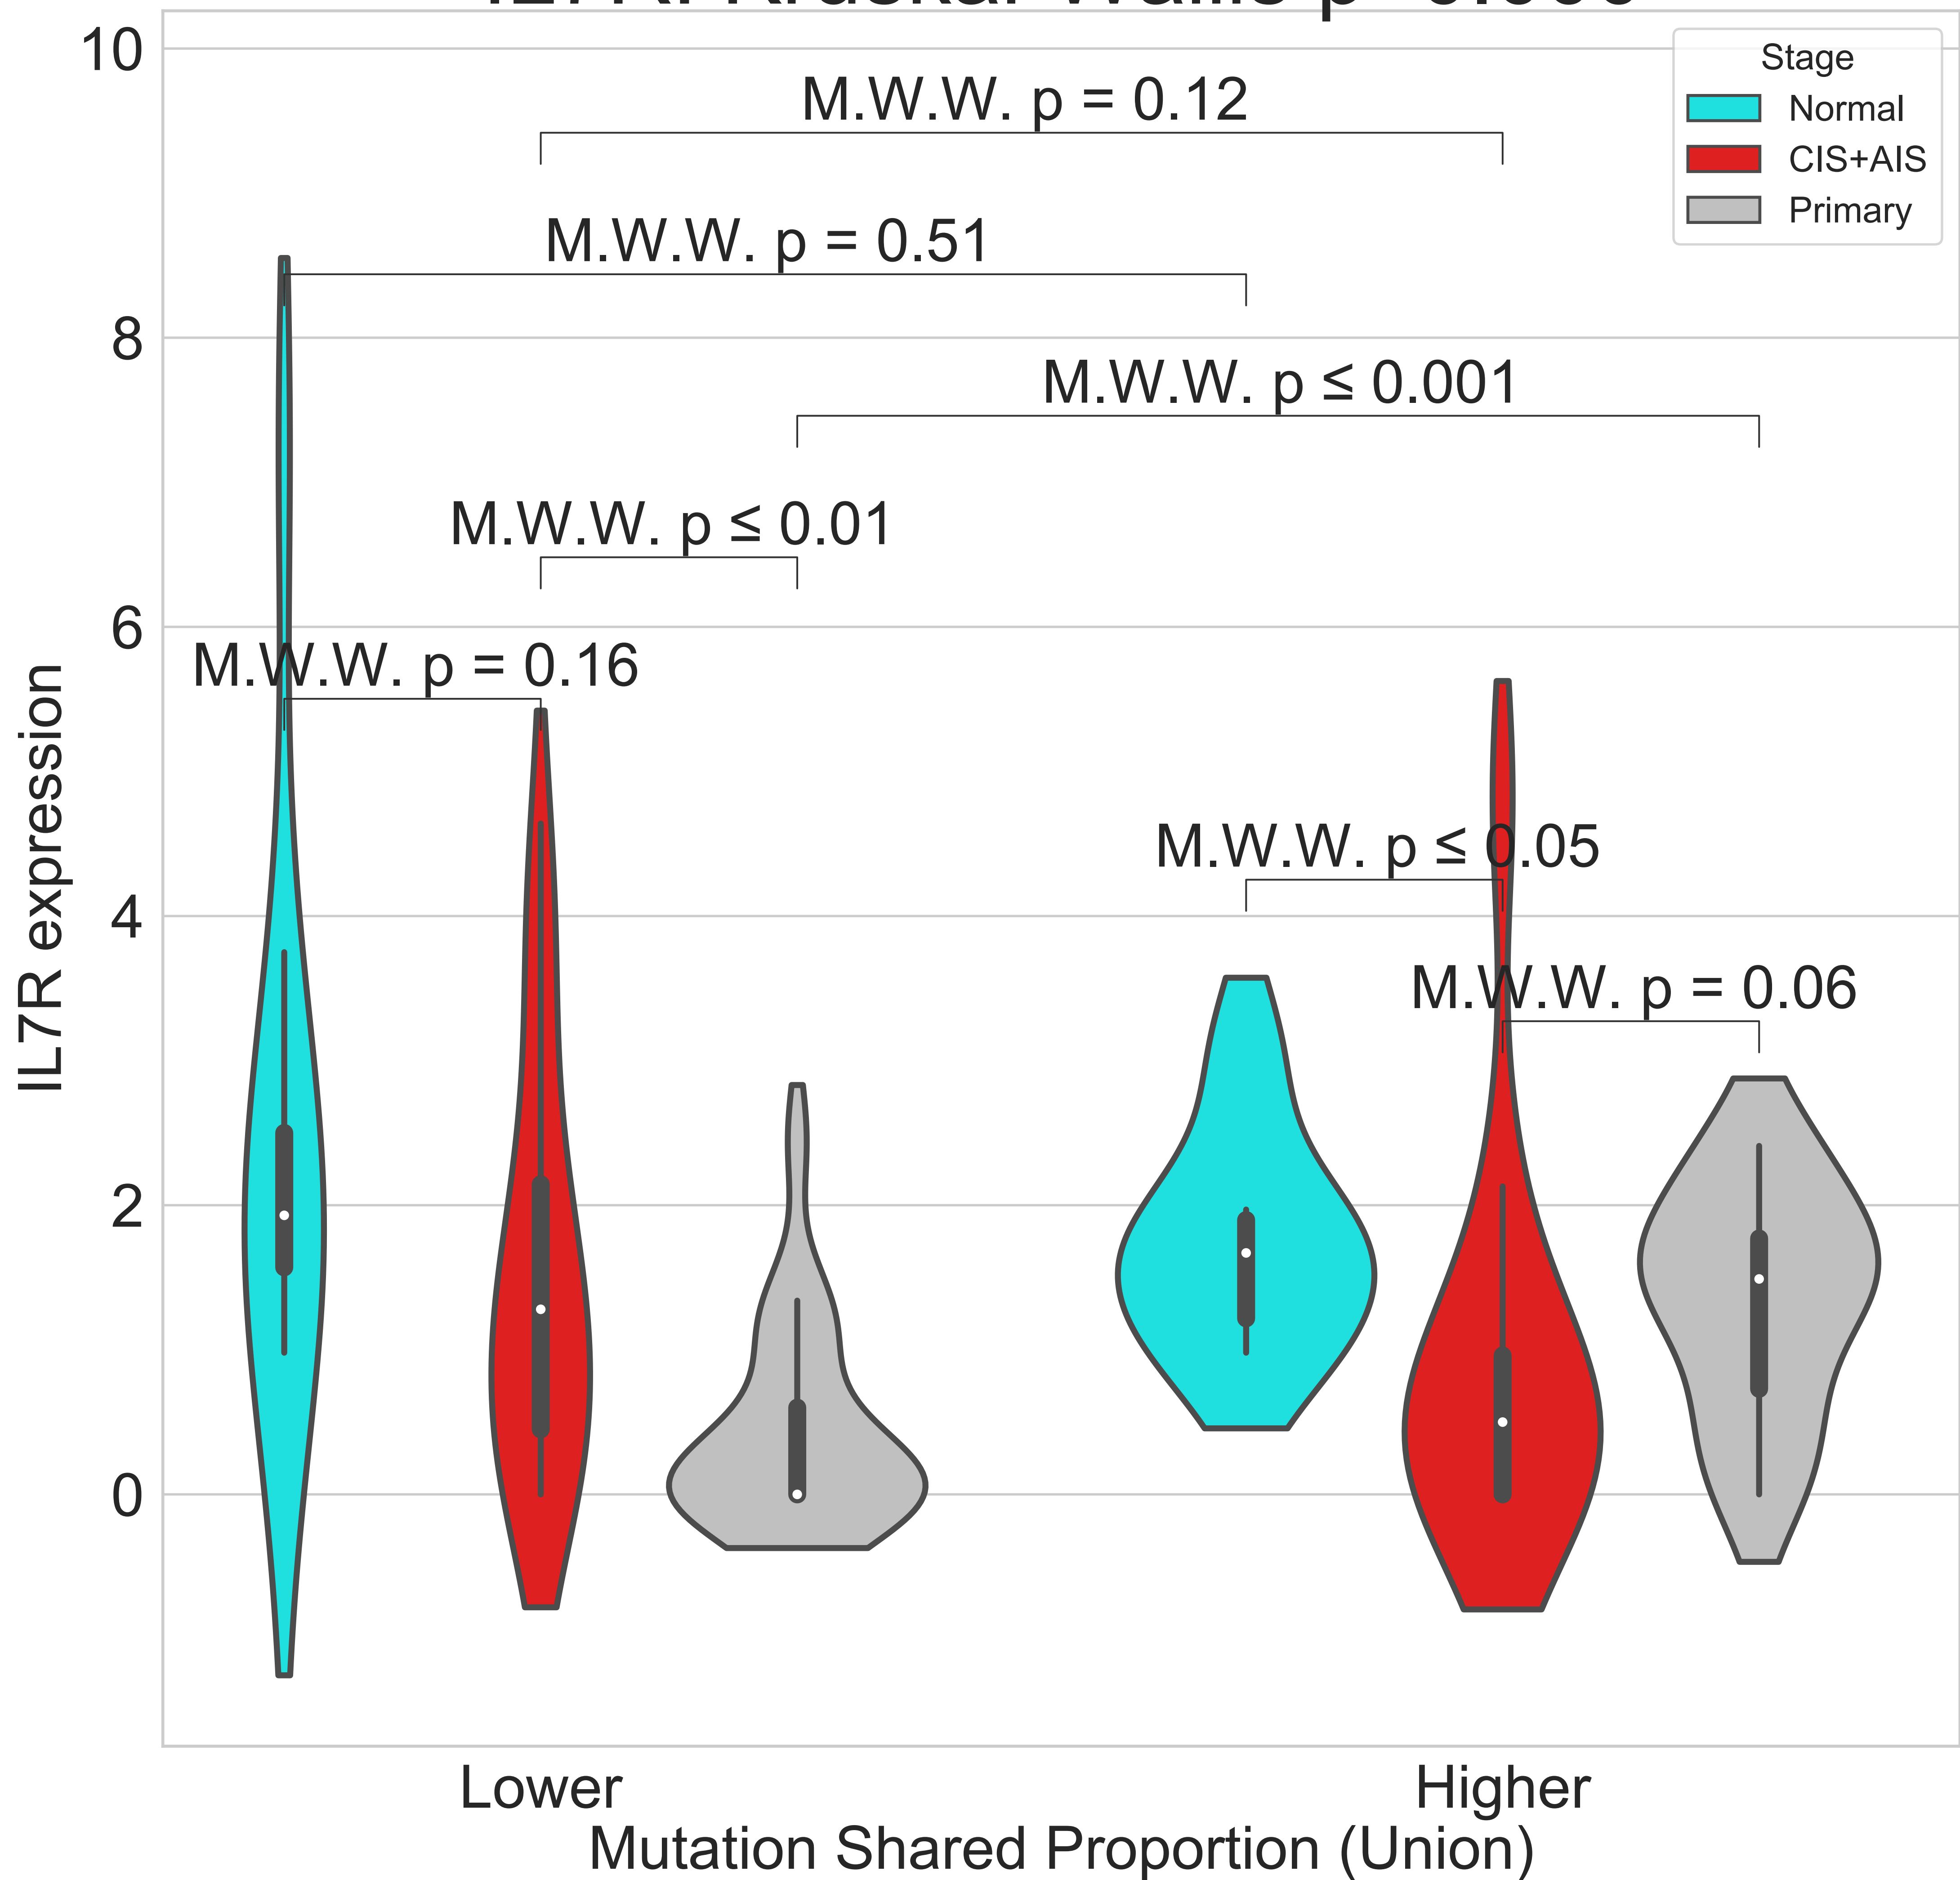 10
M.W.W. p = 0.12
M.W.W. p = 0.51
8
M.W.W. p ≤ 0.001
M.W.W. p ≤ 0.01
6
M.W.W. p = 0.16
M.W.W. p ≤ 0.05
4
M.W.W. p = 0.06
2
0
IL7R expression
Stage
Normal
CIS+AIS
Primary
Lower
Higher
Mutation Shared Proportion (Union)